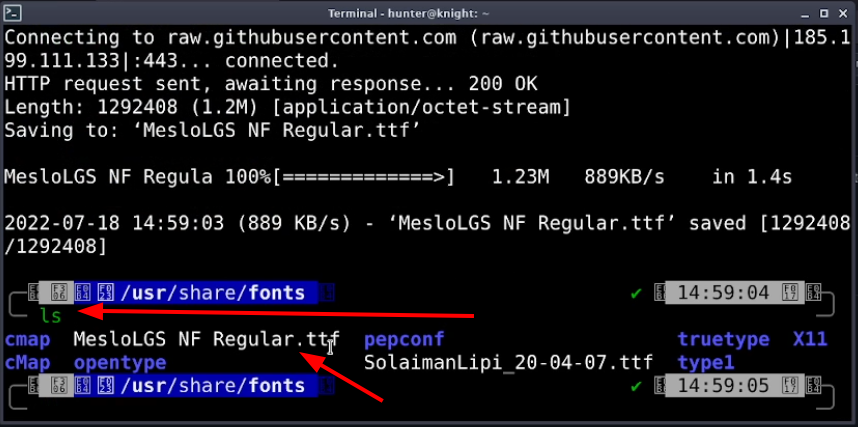 Terminal - hunter@knight: ~
Connecting to raw.githubusercontent.com (raw.githubusercontent.com)|185.1
99.111.133|:443... connected.
HTTP request sent, awaiting response... 200 OK
Length: 1292408 (1.2M) [application/octet-stream]
Saving to: ‘MesloLGS NF Regular.ttf’
MesloLGS NF Regula 100%[=============>] 1.23M 889KB/s in 1.4s
2022-07-18 14:59:03 (889 KB/s) - ‘MesloLGS NF Regular.ttf’ saved [1292408
/1292408]
/usr/share/fonts ✔ 14:59:04
ls
cmap MesloLGS NF Regular.ttf pepconf truetype X11
cMap opentype SolaimanLipi_20-04-07.ttf type1
/usr/share/fonts ✔ 14:59:05